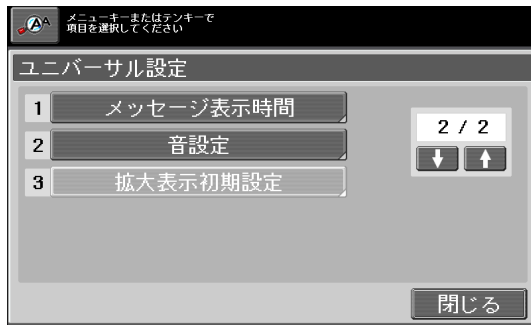 AA
メニューキーまたはテンキーで
項目を選択してください
ユニバーサル設定
1 メッセージ表示時間
2 音設定
3 拡大表示初期設定
2 / 2
閉じる